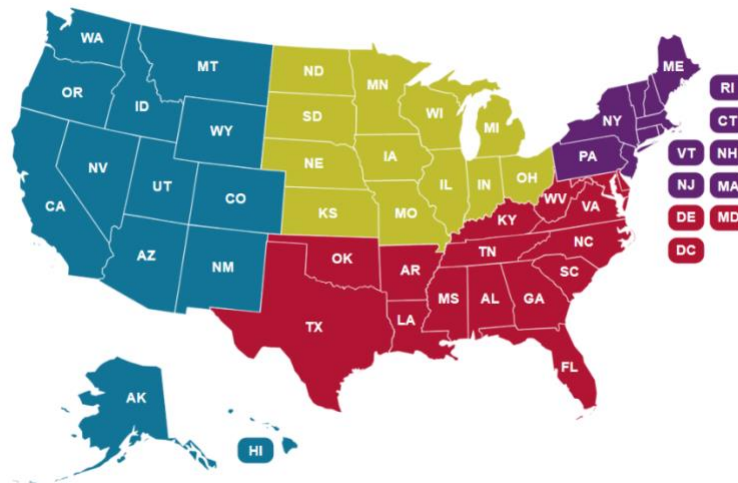 WA
MT
ND
MN
ME
OR
ID
SD
WI
MI
NY
RI
WY
CT
NV
NE
IA
PA
VT
NH
CA
UT
CO
IL
IN
OH
NJ
MA
KS
MO
WV
VA
DE
MD
KY
AZ
NM
OK
AR
TN
NC
DC
SC
TX
LA
MS
AL
GA
FL
AK
HI